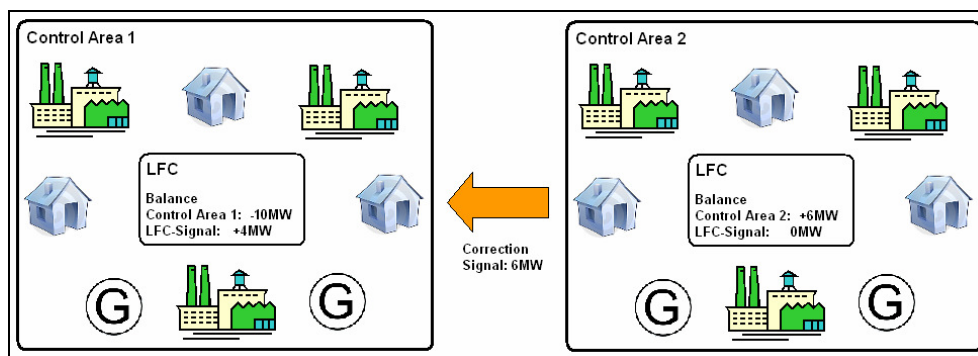 Control Area 1
LFC
Balance
Control Area 1: -10MW
LFC-Signal: +4MW
G
G
Correction
Signal: 6MW
Control Area 2
LFC
Balance
Control Area 2: +6MW
LFC-Signal: 0MW
G
G